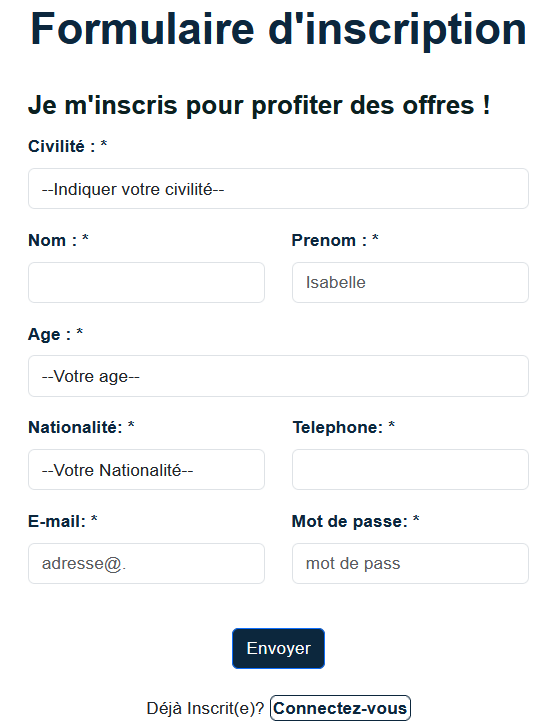 Formulaire d'inscription
Je m'inscris pour profiter des offres !
Civilité : *
--Indiquer votre civilité--
Nom : * Prenom : *
Isabelle
Age : *
--Votre age--
Nationalité: * Telephone: *
--Votre Nationalité--
E-mail: * Mot de passe: *
adresse@. mot de pass
Envoyer
Déjà Inscrit(e)? Connectez-vous